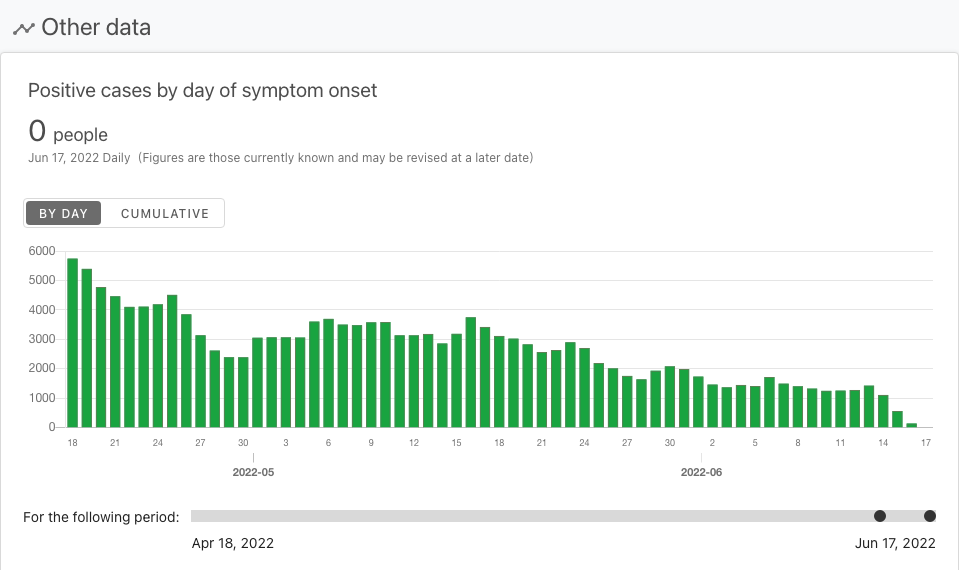 Other data
Positive cases by day of symptom onset
0 people
Jun 17, 2022 Daily (Figures are those currently known and may be revised at a later date)
BY DAY CUMULATIVE
6000
5000
4000
3000
2000
1000
0
18 21 24 27 30 3 6 9 12 15 18 21 24 27 30 2 5 8 11 14 17
2022-05 2022-06
For the following period:
Apr 18, 2022 Jun 17, 2022